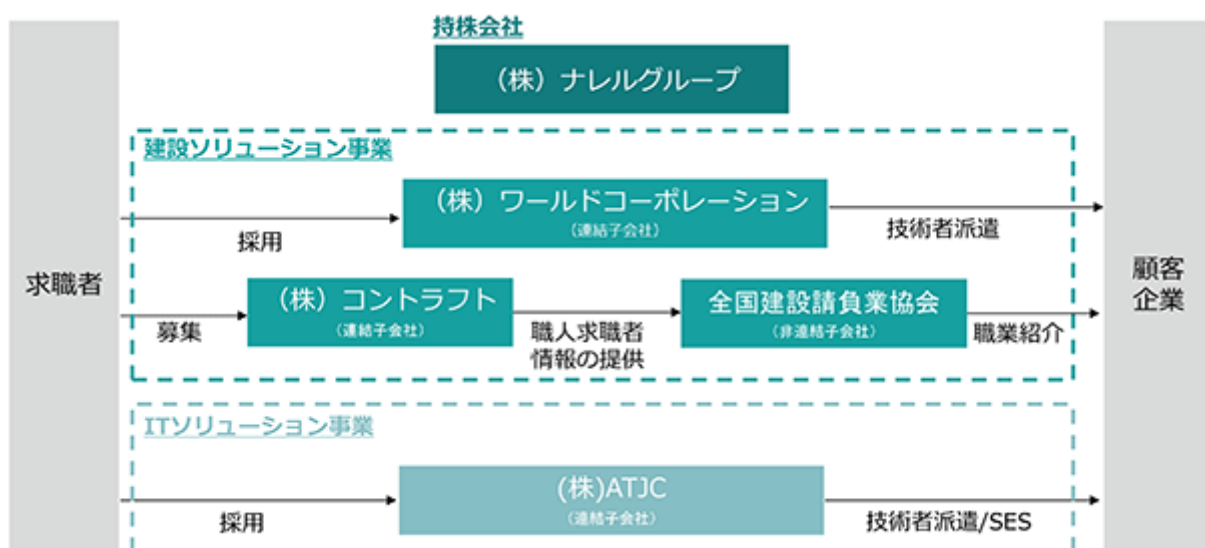 持株会社
（株）ナレルグループ
建設ソリューション事業
（株）ワールドコーポレーション
（連結子会社）
採用
技術者派遣
求職者
顧客
企業
（株）コントラフト
（連結子会社）
全国建設請負業協会
（非連結子会社）
募集
職人求職者
情報の提供
職業紹介
ITソリューション事業
(株)ATJC
（連結子会社）
採用
技術者派遣/SES